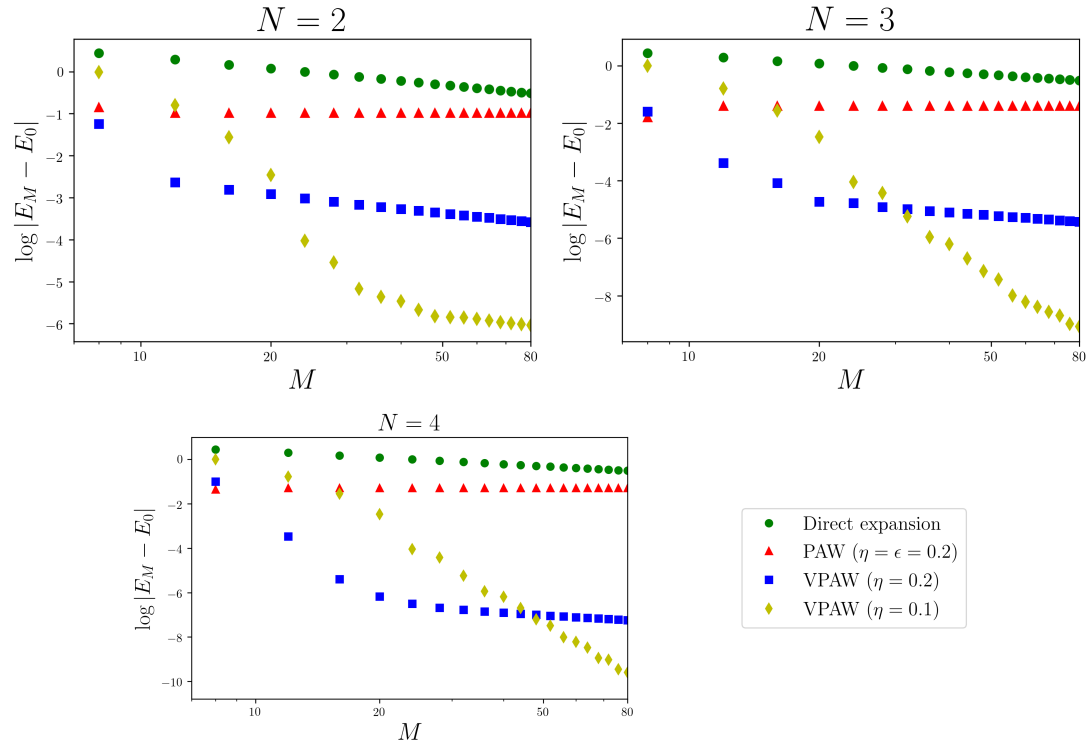 N = 2
N = 3
log |E_M − E_0|
0
−1
−2
−3
−4
−5
−6
10
20
50
80
M
log |E_M − E_0|
0
−2
−4
−6
−8
10
20
50
80
M
N = 4
log |E_M − E_0|
0
−2
−4
−6
−8
−10
10
20
50
80
M
Direct expansion
PAW (η = ϵ = 0.2)
VPAW (η = 0.2)
VPAW (η = 0.1)